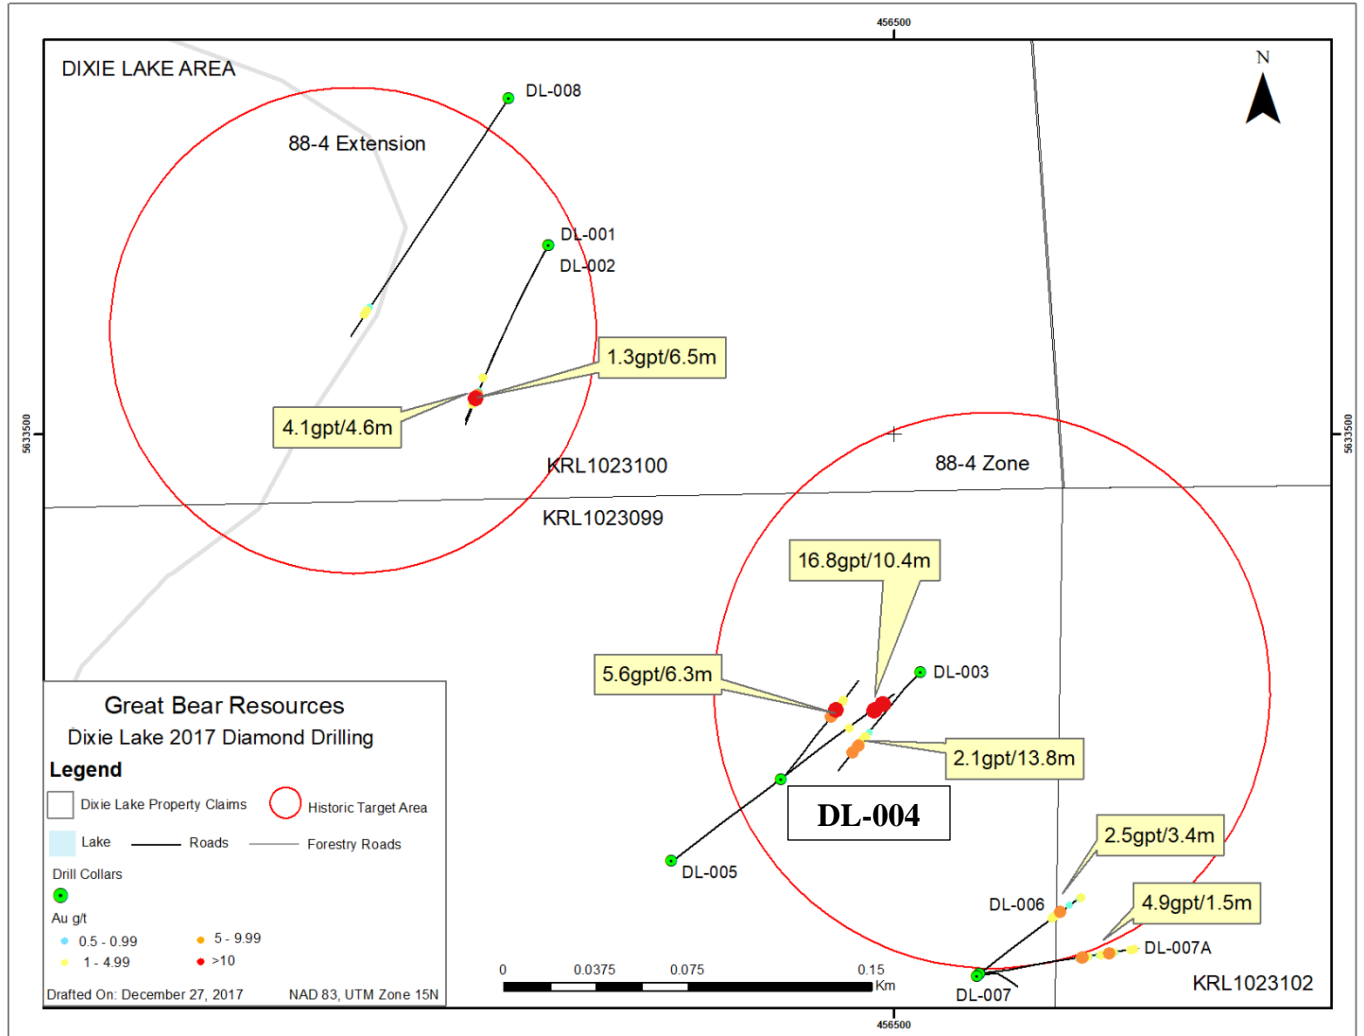 456500
DIXIE LAKE AREA
N
DL-008
88-4 Extension
DL-001
DL-002
1.3gpt/6.5m
4.1gpt/4.6m
5633500
5633500
88-4 Zone
KRL1023100
KRL1023099
16.8gpt/10.4m
5.6gpt/6.3m
DL-003
2.1gpt/13.8m
DL-004
2.5gpt/3.4m
DL-005
4.9gpt/1.5m
DL-006
DL-007A
DL-007
KRL1023102
Great Bear Resources
Dixie Lake 2017 Diamond Drilling
Legend
Dixie Lake Property Claims
Historic Target Area
Lake
Roads
Forestry Roads
Drill Collars
Au g/t
0.5 - 0.99
5 - 9.99
1 - 4.99
>10
Drafted On: December 27, 2017
NAD 83, UTM Zone 15N
0 0.0375 0.075 0.15
Km
456500